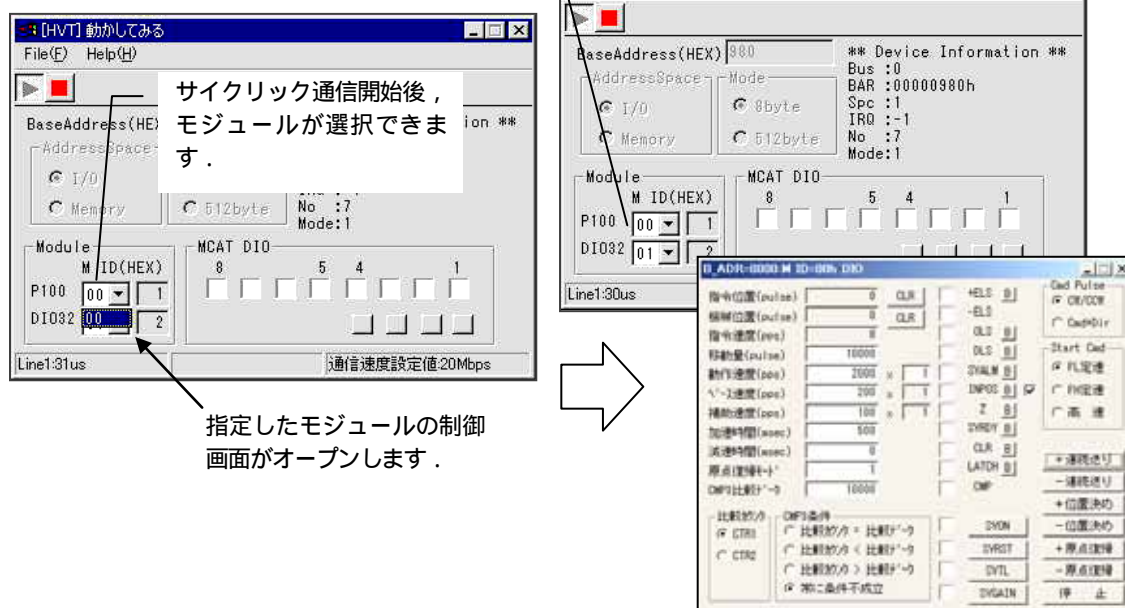 [HVT] 動かしてみる
File(F) Help(H)
サイクリック通信開始後，
モジュールが選択できま
す．
BaseAddress(HEX
ion **
AddressSpace
I/O
Memory
512byte
No :7
Mode:1
Module
M ID(HEX)
P100 00 1
DIO32 00 2
MCAT DIO
8 5 4 1
Line1:31us
通信速度設定値:20Mbps
指定したモジュールの制御
画面がオープンします．
BaseAddress(HEX) 980
AddressSpace
I/O
Memory
Mode
8byte
512byte
** Device Information **
Bus :0
BAR :00000980h
Spc :1
IRQ :-1
No :7
Mode:1
Module
M ID(HEX)
P100 00 1
DIO32 01 2
MCAT DIO
8 5 4 1
Line1:30us
B_ADR=0000:M ID=00h DIO
指令位置(pulse) 0 CLR
機械位置(pulse) 0 CLR
指令速度(pps) 0
移動量(pulse) 10000
動作速度(pps) 2000 x 1
ﾍﾞｰｽ速度(pps) 200 x 1
補助速度(pps) 100 x 1
加速時間(msec) 500
減速時間(msec) 0
原点復帰ﾓｰﾄﾞ 1
CMP3比較ﾃﾞｰﾀ 10000
+ELS B
-ELS
OLS B
DLS B
SVALM B
INPOS B
Z B
SVRDY B
CLR B
LATCH B
CMP
SVON
SVRST
SVTL
SVGAIN
Cmd Pulse
CW/CCW
Cmd+Dir
Start Cmd
FL定速
FH定速
高 速
+連続送り
-連続送り
+位置決め
-位置決め
+原点復帰
-原点復帰
停 止
比較ｶｳﾝﾀ
CTR1
CTR2
CMP3条件
比較ｶｳﾝﾀ = 比較ﾃﾞｰﾀ
比較ｶｳﾝﾀ < 比較ﾃﾞｰﾀ
比較ｶｳﾝﾀ > 比較ﾃﾞｰﾀ
常に条件不成立